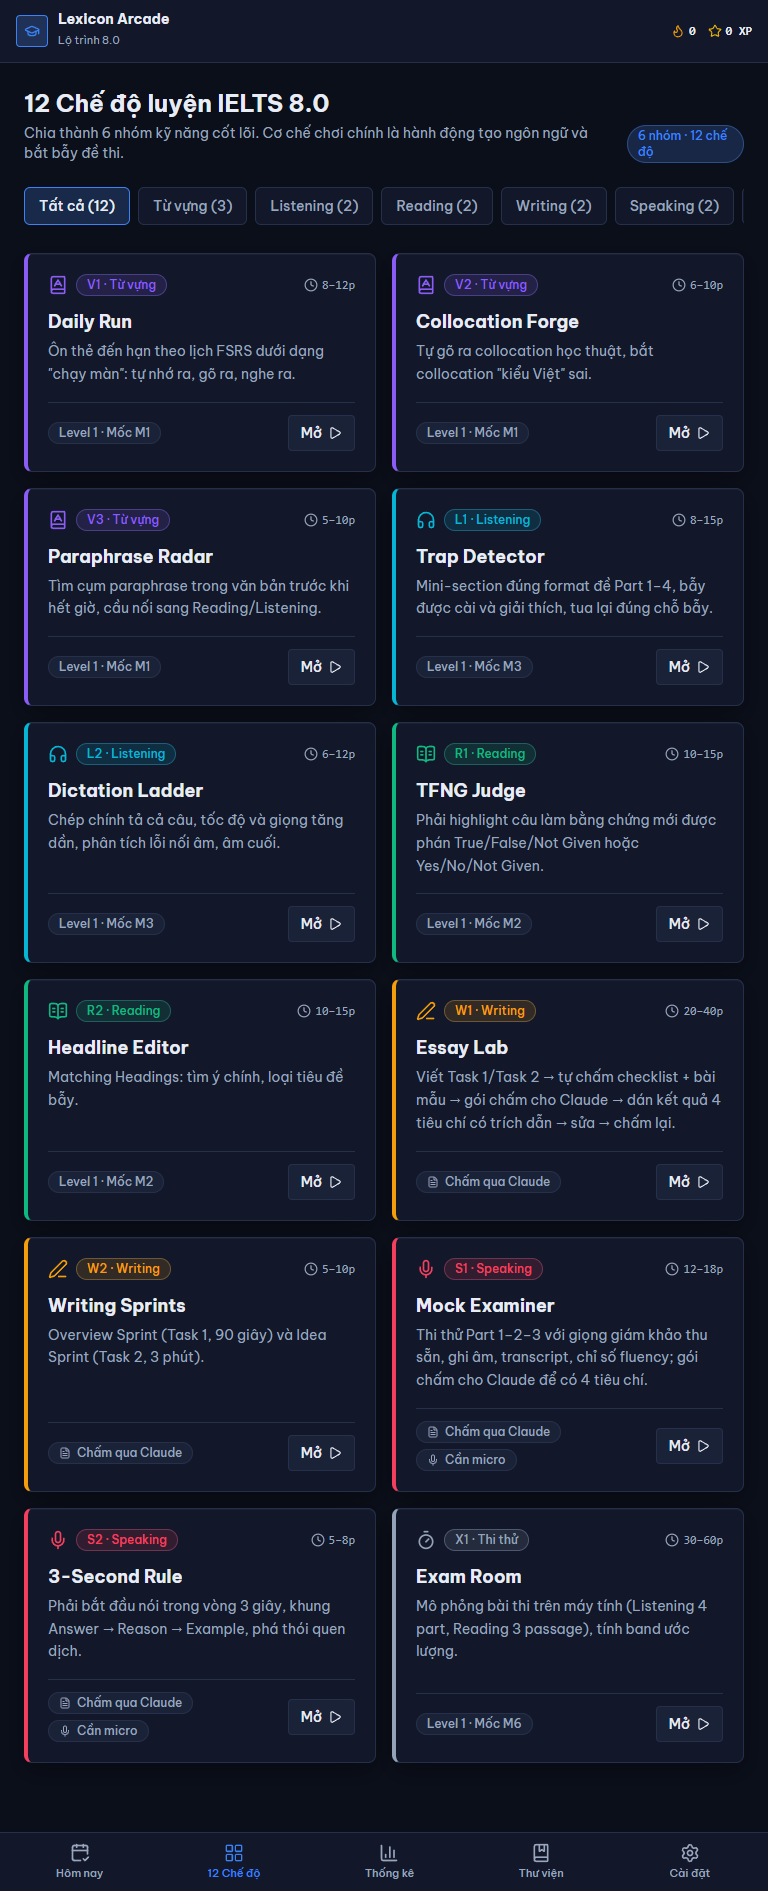 Lexicon Arcade
Lộ trình 8.0
0
0 XP
12 Chế độ luyện IELTS 8.0
Chia thành 6 nhóm kỹ năng cốt lõi. Cơ chế chơi chính là hành động tạo ngôn ngữ và
bắt bẫy đề thi.
6 nhóm · 12 chế
độ
Tất cả (12)
Từ vựng (3)
Listening (2)
Reading (2)
Writing (2)
Speaking (2)
V1 · Từ vựng
8–12p
Daily Run
Ôn thẻ đến hạn theo lịch FSRS dưới dạng
"chạy màn": tự nhớ ra, gõ ra, nghe ra.
Level 1 · Mốc M1
Mở
V2 · Từ vựng
6–10p
Collocation Forge
Tự gõ ra collocation học thuật, bắt
collocation "kiểu Việt" sai.
Level 1 · Mốc M1
Mở
V3 · Từ vựng
5–10p
Paraphrase Radar
Tìm cụm paraphrase trong văn bản trước khi
hết giờ, cầu nối sang Reading/Listening.
Level 1 · Mốc M1
Mở
L1 · Listening
8–15p
Trap Detector
Mini-section đúng format đề Part 1–4, bẫy
được cài và giải thích, tua lại đúng chỗ bẫy.
Level 1 · Mốc M3
Mở
L2 · Listening
6–12p
Dictation Ladder
Chép chính tả cả câu, tốc độ và giọng tăng
dần, phân tích lỗi nối âm, âm cuối.
Level 1 · Mốc M3
Mở
R1 · Reading
10–15p
TFNG Judge
Phải highlight câu làm bằng chứng mới được
phán True/False/Not Given hoặc
Yes/No/Not Given.
Level 1 · Mốc M2
Mở
R2 · Reading
10–15p
Headline Editor
Matching Headings: tìm ý chính, loại tiêu đề
bẫy.
Level 1 · Mốc M2
Mở
W1 · Writing
20–40p
Essay Lab
Viết Task 1/Task 2 → tự chấm checklist + bài
mẫu → gói chấm cho Claude → dán kết quả 4
tiêu chí có trích dẫn → sửa → chấm lại.
Chấm qua Claude
Mở
W2 · Writing
5–10p
Writing Sprints
Overview Sprint (Task 1, 90 giây) và Idea
Sprint (Task 2, 3 phút).
Chấm qua Claude
Mở
S1 · Speaking
12–18p
Mock Examiner
Thi thử Part 1–2–3 với giọng giám khảo thu
sẵn, ghi âm, transcript, chỉ số fluency; gói
chấm cho Claude để có 4 tiêu chí.
Chấm qua Claude
Cần micro
Mở
S2 · Speaking
5–8p
3-Second Rule
Phải bắt đầu nói trong vòng 3 giây, khung
Answer → Reason → Example, phá thói quen
dịch.
Chấm qua Claude
Cần micro
Mở
X1 · Thi thử
30–60p
Exam Room
Mô phỏng bài thi trên máy tính (Listening 4
part, Reading 3 passage), tính band ước
lượng.
Level 1 · Mốc M6
Mở
Hôm nay
12 Chế độ
Thống kê
Thư viện
Cài đặt